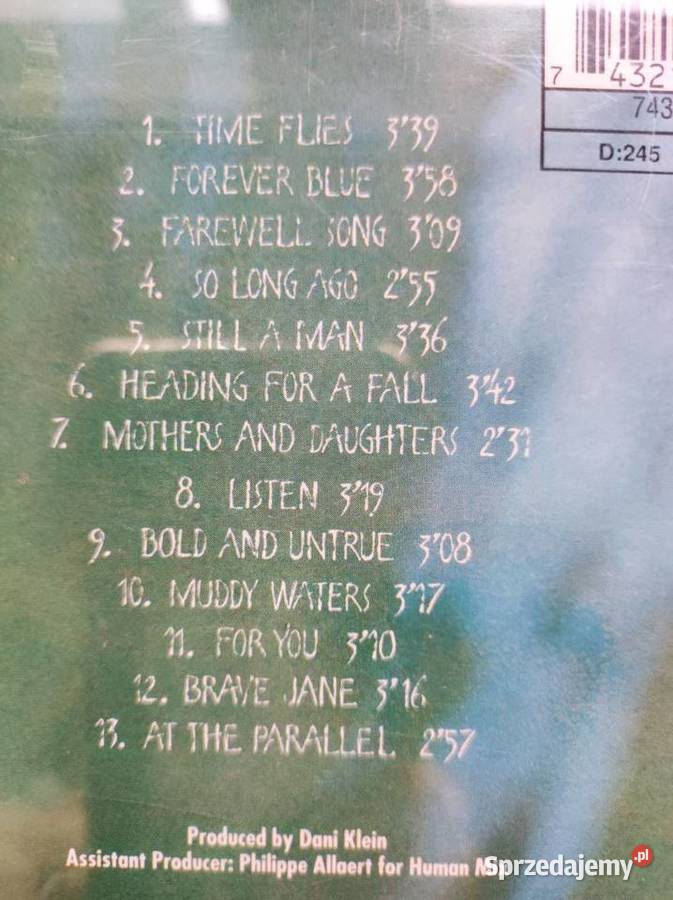 7 432
743
D:245
1. TIME FLIES 3'39
2. FOREVER BLUE 3'58
3. FAREWELL SONG 3'09
4. SO LONG AGO 2'55
5. STILL A MAN 3'36
6. HEADING FOR A FALL 3'42
7. MOTHERS AND DAUGHTERS 2'31
8. LISTEN 3'19
9. BOLD AND UNTRUE 3'08
10. MUDDY WATERS 3'17
11. FOR YOU 3'10
12. BRAVE JANE 3'16
13. AT THE PARALLEL 2'57
Produced by Dani Klein
Assistant Producer: Philippe Allaert for Human
Sprzedajemy.pl